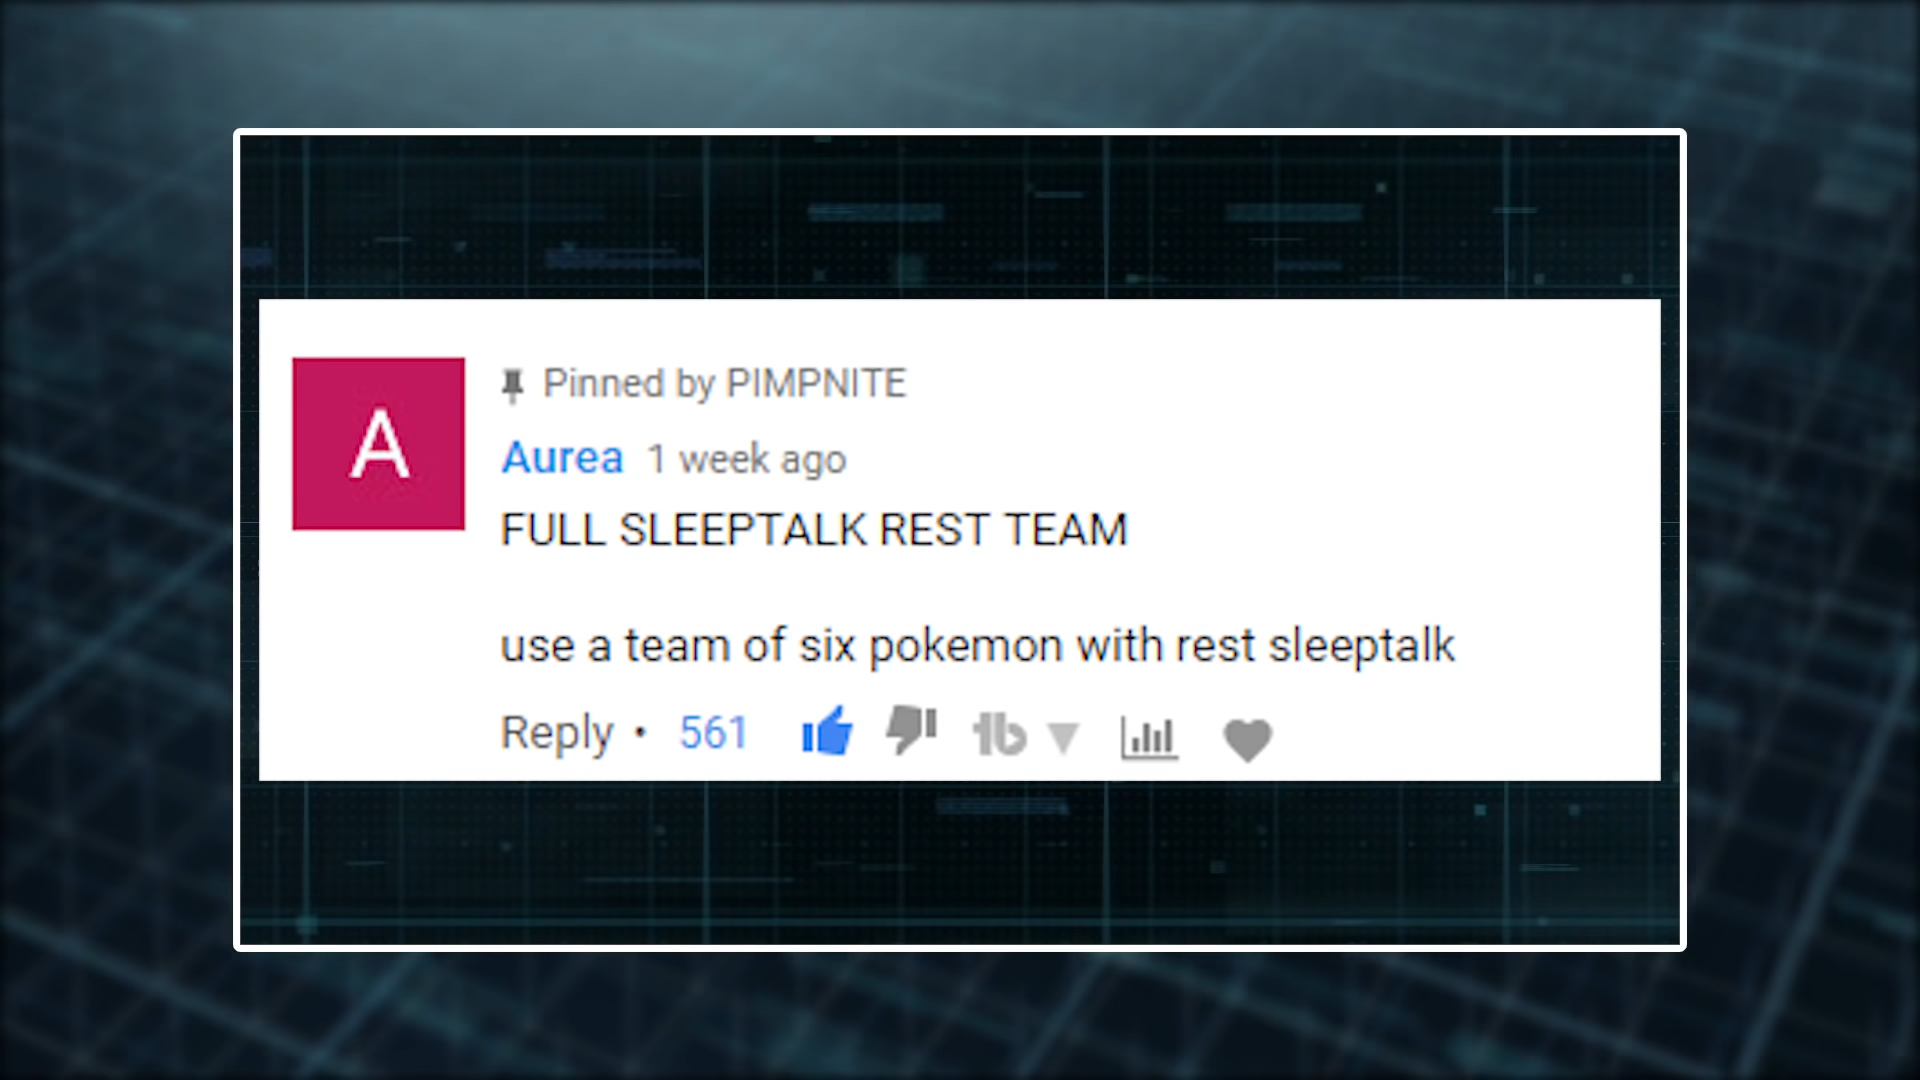 A
Pinned by PIMPNITE
Aurea 1 week ago
FULL SLEEPTALK REST TEAM
use a team of six pokemon with rest sleeptalk
Reply • 561 tb